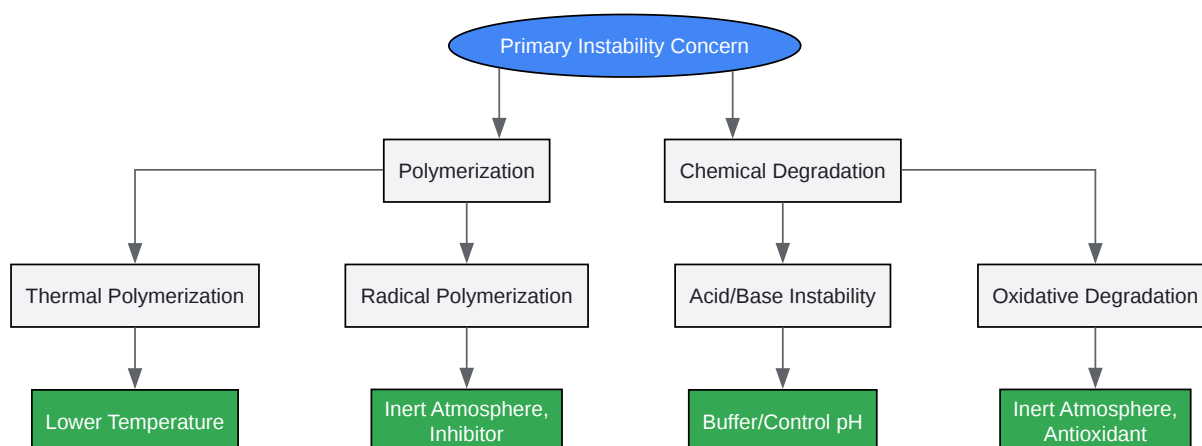 Primary Instability Concern
Polymerization
Chemical Degradation
Thermal Polymerization
Radical Polymerization
Acid/Base Instability
Oxidative Degradation
Lower Temperature
Inert Atmosphere,
Inhibitor
Buffer/Control pH
Inert Atmosphere,
Antioxidant